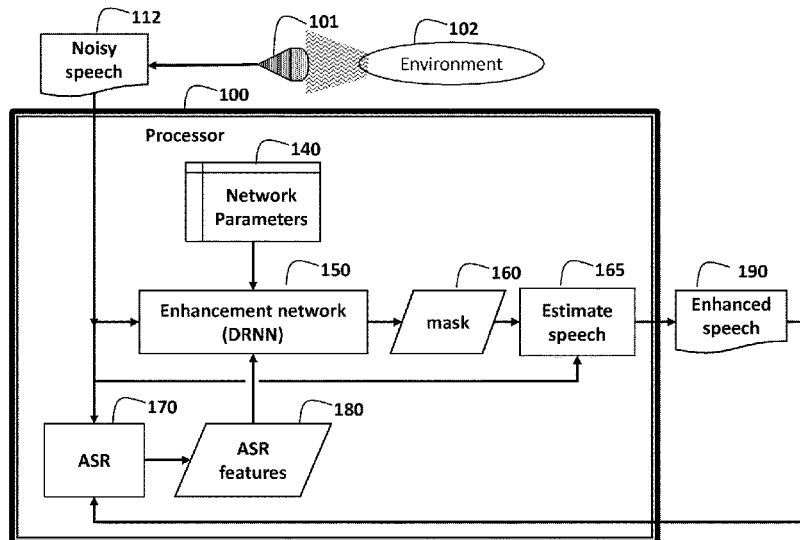 112
101
102
Noisy
speech
Environment
100
Processor
140
Network
Parameters
150
160
165
190
Enhancement network
(DRNN)
mask
Estimate
speech
Enhanced
speech
170
180
ASR
ASR
features